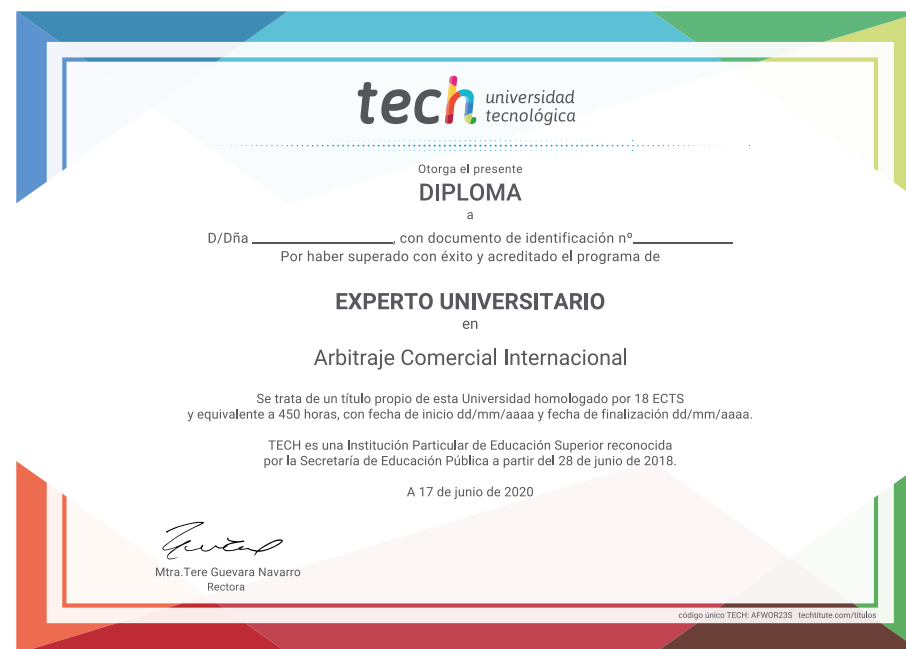 tech universidad
tecnológica
Otorga el presente
DIPLOMA
a
D/Dña ____________________, con documento de identificación nº______________
Por haber superado con éxito y acreditado el programa de
EXPERTO UNIVERSITARIO
en
Arbitraje Comercial Internacional
Se trata de un título propio de esta Universidad homologado por 18 ECTS
y equivalente a 450 horas, con fecha de inicio dd/mm/aaaa y fecha de finalización dd/mm/aaaa.
TECH es una Institución Particular de Educación Superior reconocida
por la Secretaría de Educación Pública a partir del 28 de junio de 2018.
A 17 de junio de 2020
Mtra.Tere Guevara Navarro
Rectora
código único TECH: AFWOR23S techtitute.com/titulos